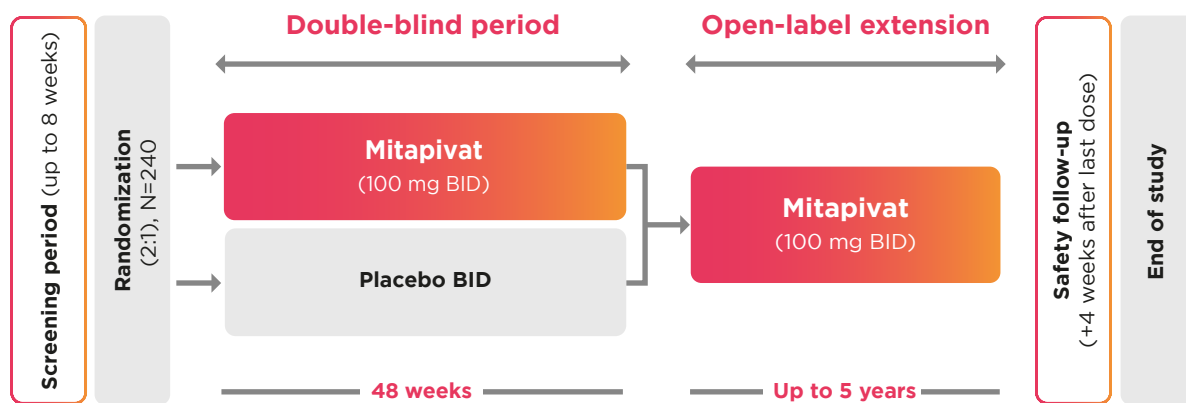 Screening period (up to 8 weeks)
Randomization
(2:1), N=240
Double-blind period
Mitapivat
(100 mg BID)
Placebo BID
48 weeks
Open-label extension
Mitapivat
(100 mg BID)
Up to 5 years
Safety follow-up
(+4 weeks after last dose)
End of study